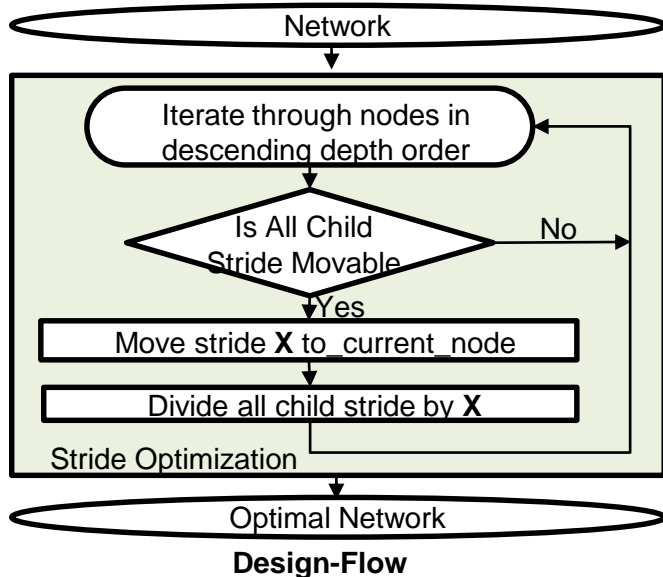 Network
Iterate through nodes in
descending depth order
Is All Child
Stride Movable
No
Yes
Move stride X to_current_node
Divide all child stride by X
Stride Optimization
Optimal Network
Design-Flow